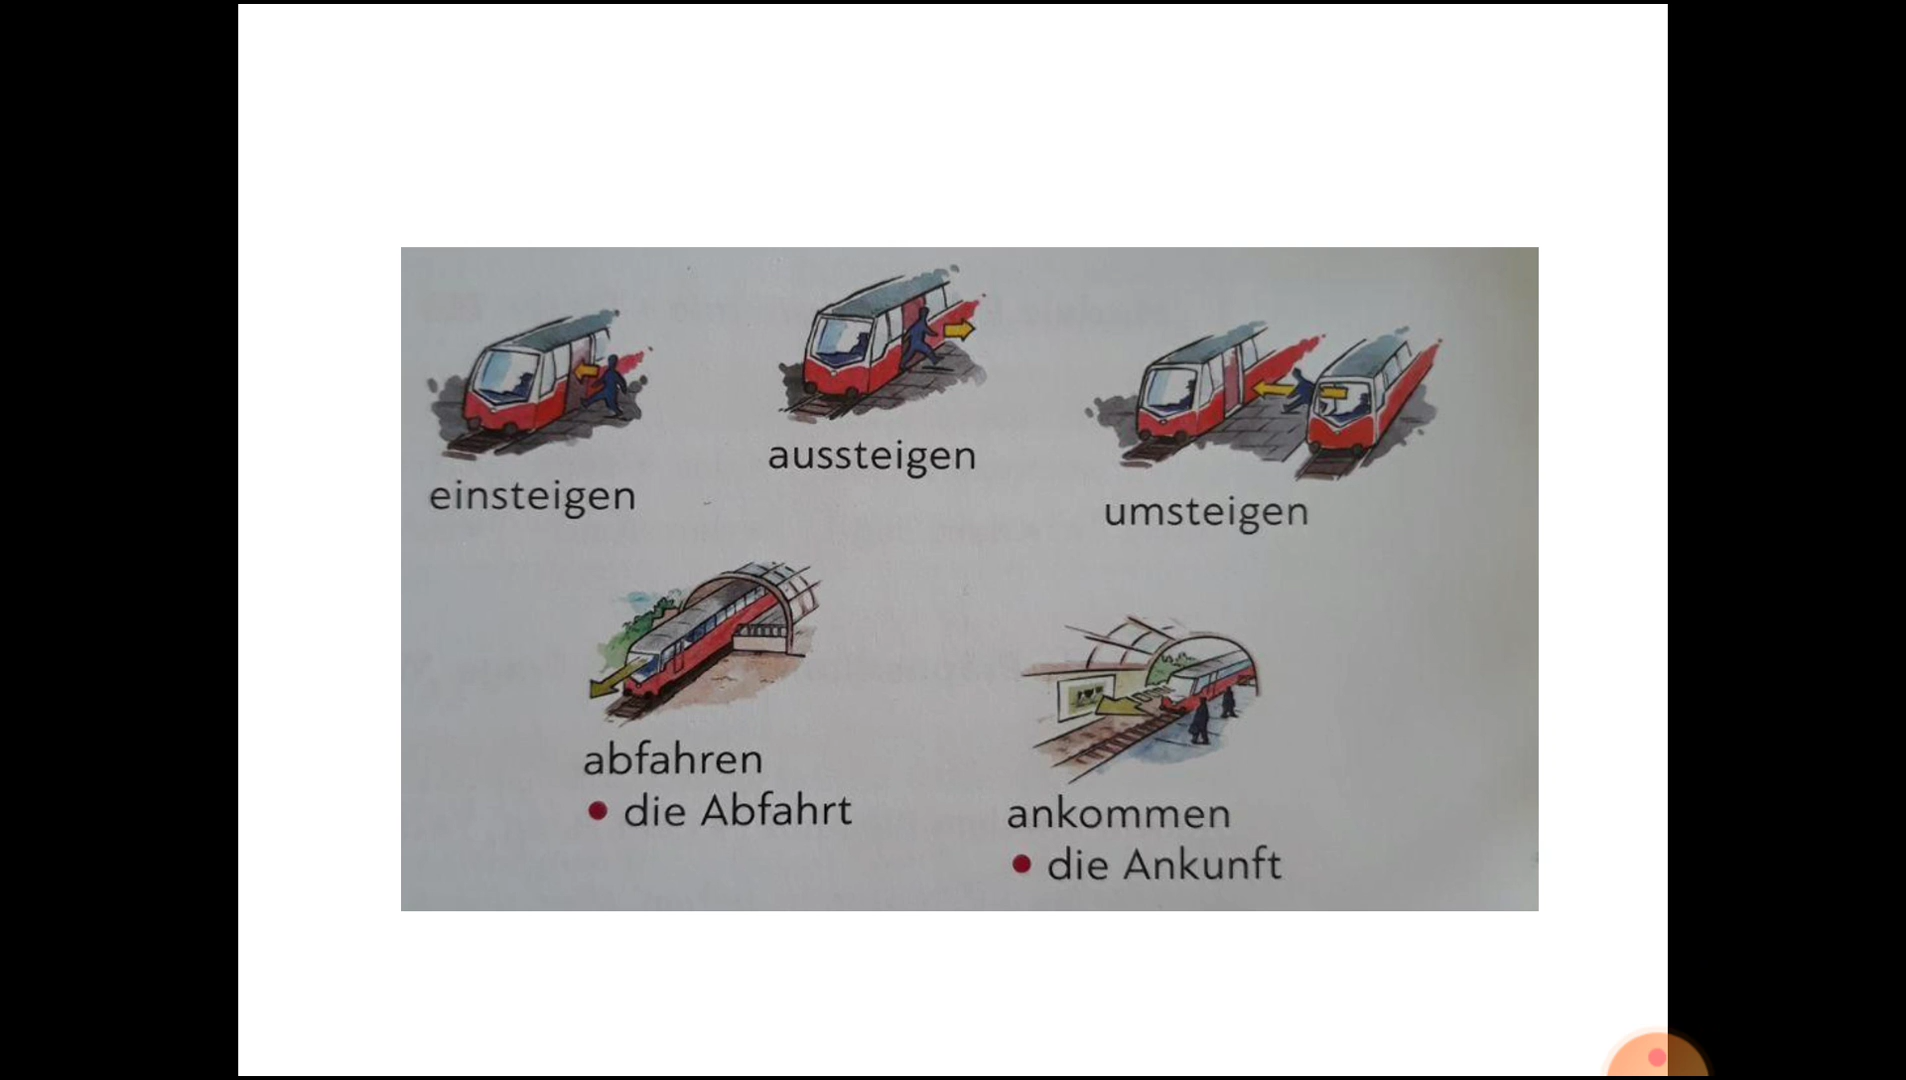 einsteigen
aussteigen
umsteigen
abfahren
• die Abfahrt
ankommen
• die Ankunft